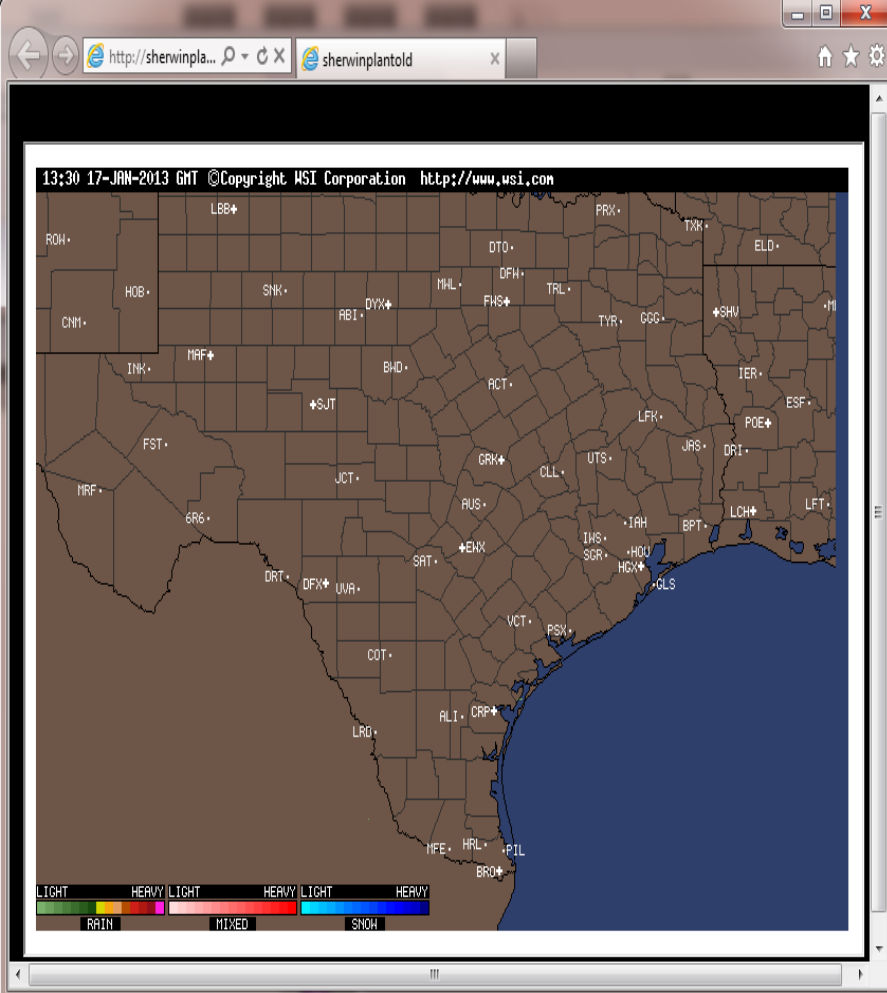 http://sherwinpla...
sherwinplantold
13:30 17-JAN-2013 GMT ©Copyright WSI Corporation http://www.wsi.com
LBB
PRX
TXK
ROW
DTO
ELD
DFW
HOB
SNK
MWL
TRL
DYX
FWS
ABI
SHV
CNM
TYR
GGG
MAF
INK
BWD
IER
ACT
SJT
ESF
LFK
POE
FST
JAS
DRI
GRK
UTS
CLL
JCT
MRF
AUS
LFT
LCH
6R6
IAH
BPT
IWS
EWX
SGR
HOU
SAT
HGX
DRT
DFX
UVA
GLS
VCT
PSX
COT
ALI
CRP
LRD
MFE
HRL
PIL
BRO
LIGHT HEAVY LIGHT HEAVY LIGHT HEAVY
RAIN MIXED SNOW